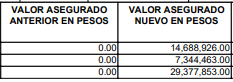 VALOR ASEGURADO ANTERIOR EN PESOS	VALOR ASEGURADO NUEVO EN PESOS
0.00	14,688,926.00
0.00	7,344,463.00
0.00	29,377,853.00